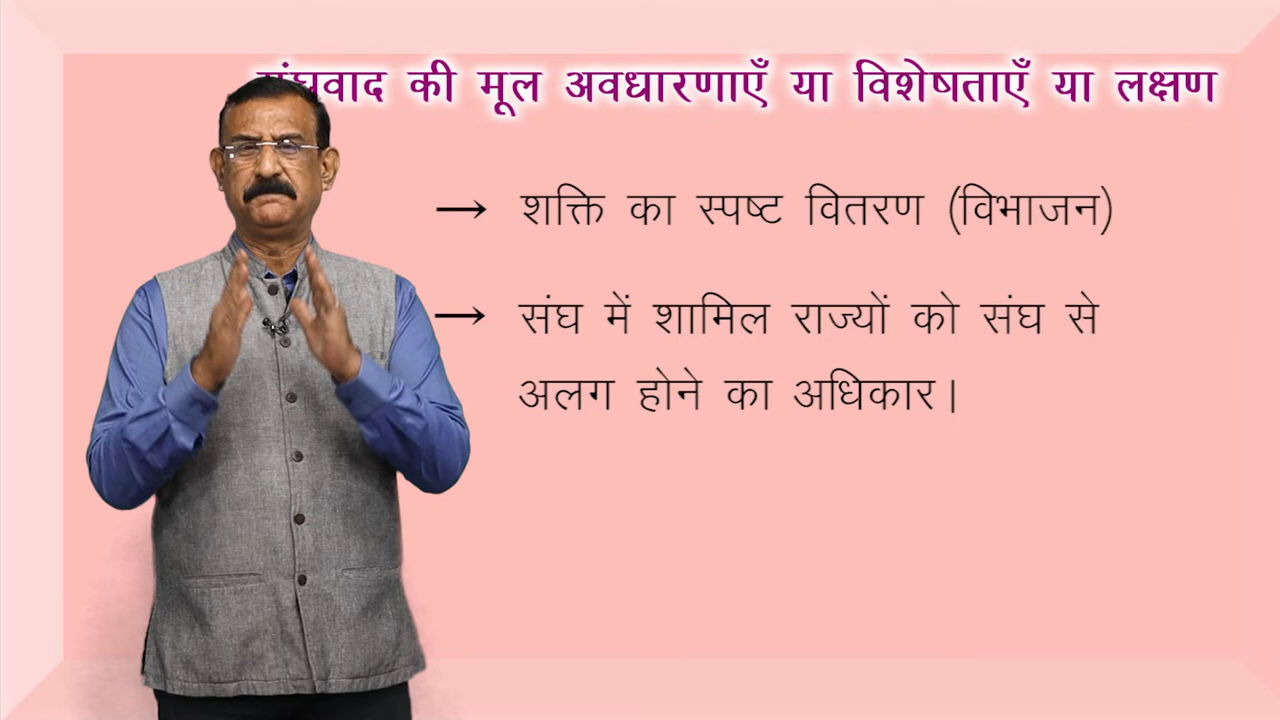 की मूल अवधारणाएँ या विशेषताएँ या लक्षण
→ शक्ति का स्पष्ट वितरण (विभाजन)
→ संघ में शामिल राज्यों को संघ से
अलग होने का अधिकार।